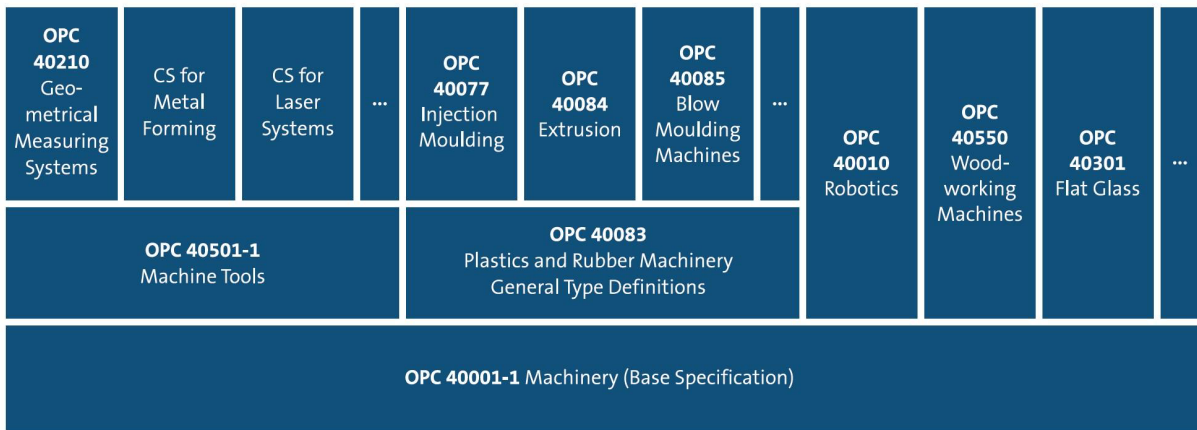 OPC
40210
Geo-
metrical
Measuring
Systems
CS for
Metal
Forming
CS for
Laser
Systems
...
OPC
40077
Injection
Moulding
OPC
40084
Extrusion
OPC
40085
Blow
Moulding
Machines
...
OPC
40010
Robotics
OPC
40550
Wood-
working
Machines
OPC
40301
Flat Glass
...
OPC 40501-1
Machine Tools
OPC 40083
Plastics and Rubber Machinery
General Type Definitions
OPC 40001-1 Machinery (Base Specification)